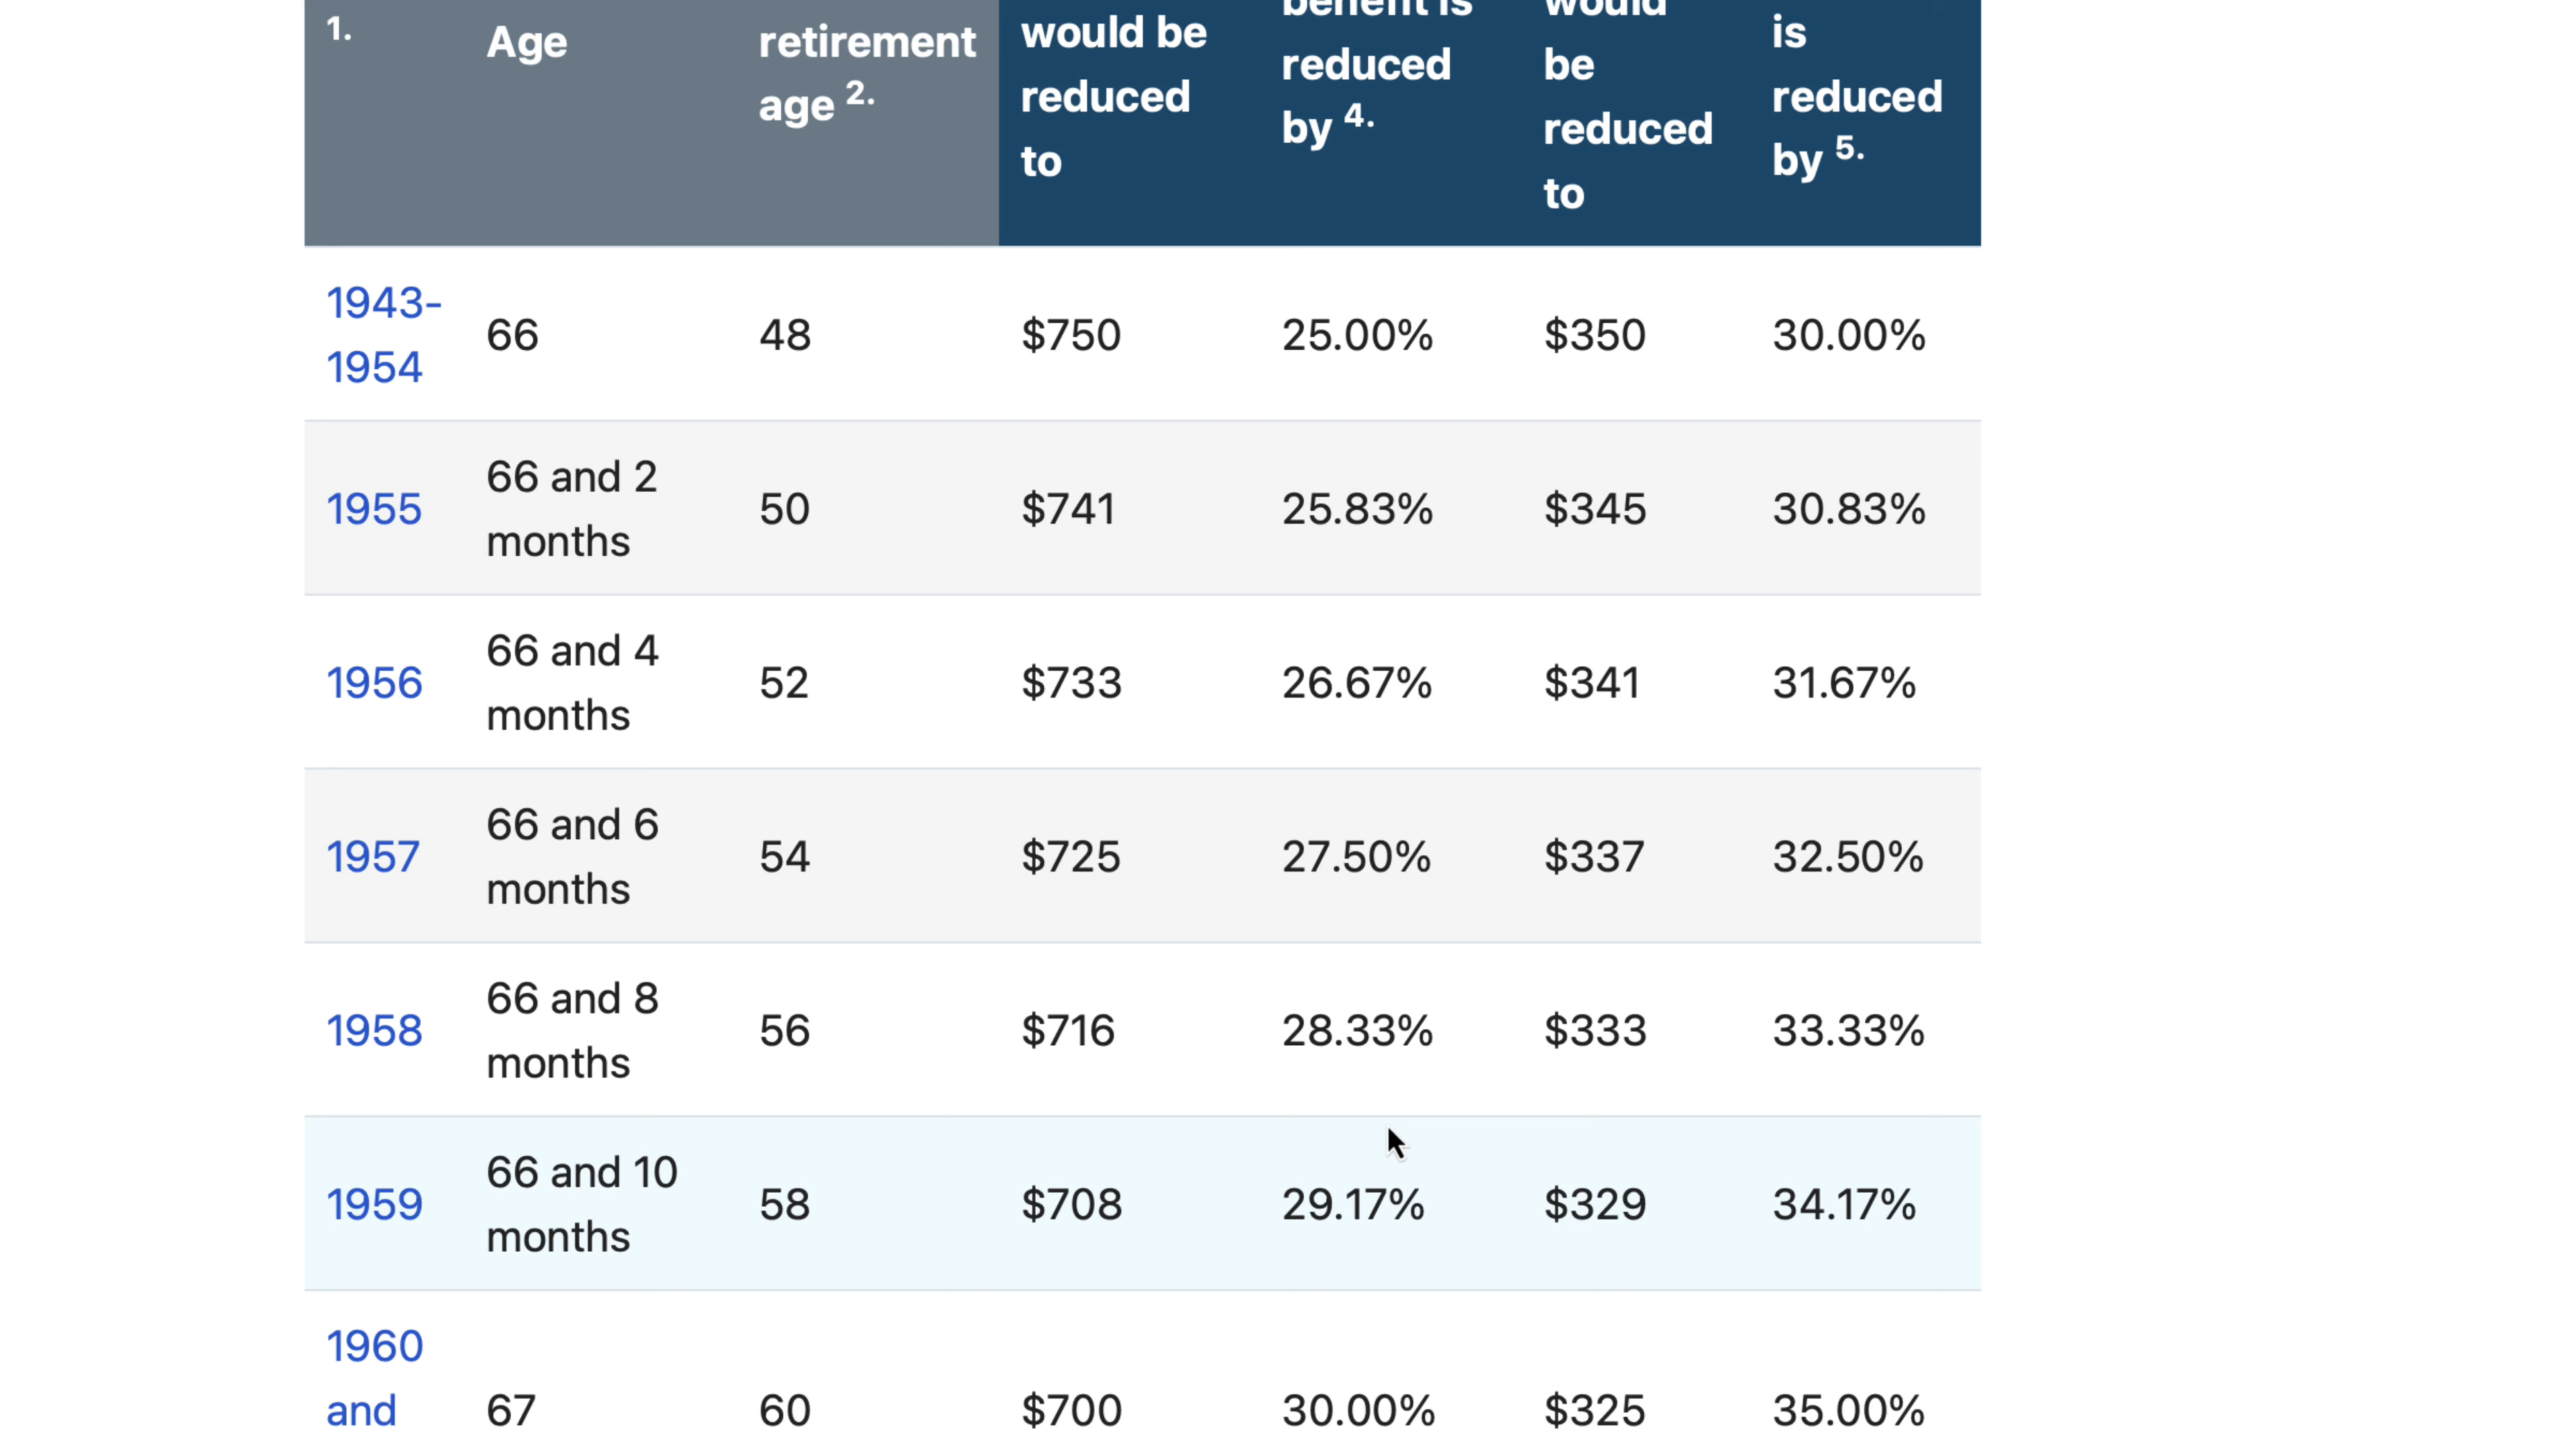 1.
Age
retirement
age 2.
would be
reduced
to
benefit is
reduced
by 4.
would
be
reduced
to
is
reduced
by 5.
1943-
1954
66
48
$750
25.00%
$350
30.00%
1955
66 and 2
months
50
$741
25.83%
$345
30.83%
1956
66 and 4
months
52
$733
26.67%
$341
31.67%
1957
66 and 6
months
54
$725
27.50%
$337
32.50%
1958
66 and 8
months
56
$716
28.33%
$333
33.33%
1959
66 and 10
months
58
$708
29.17%
$329
34.17%
1960
and
67
60
$700
30.00%
$325
35.00%